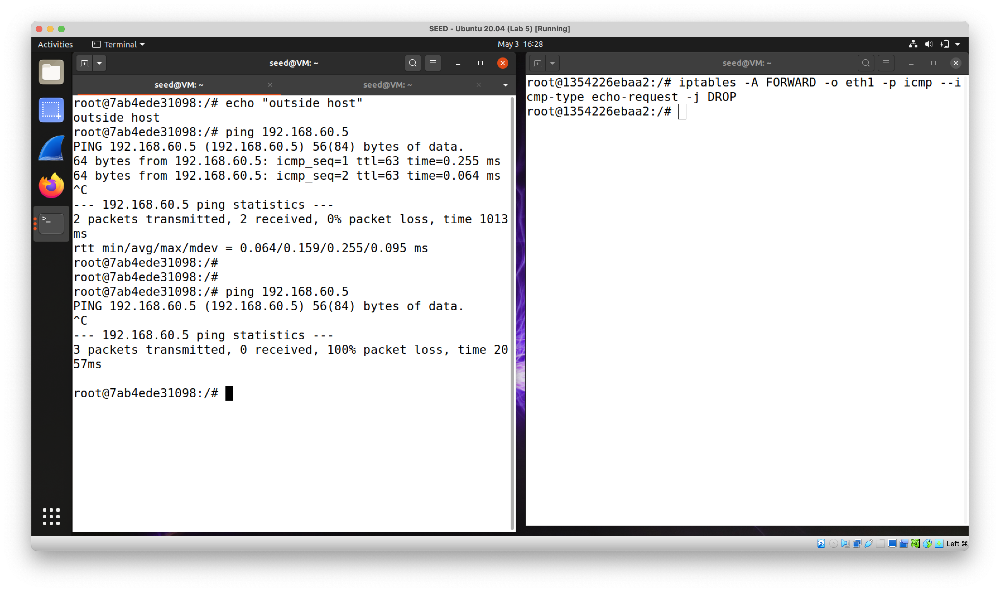 SEED - Ubuntu 20.04 (Lab 5) [Running]
Activities
Terminal
May 3 16:28
seed@VM: ~
seed@VM: ~
seed@VM: ~
root@7ab4ede31098:/# echo "outside host"
outside host
root@7ab4ede31098:/# ping 192.168.60.5
PING 192.168.60.5 (192.168.60.5) 56(84) bytes of data.
64 bytes from 192.168.60.5: icmp_seq=1 ttl=63 time=0.255 ms
64 bytes from 192.168.60.5: icmp_seq=2 ttl=63 time=0.064 ms
^C
--- 192.168.60.5 ping statistics ---
2 packets transmitted, 2 received, 0% packet loss, time 1013
ms
rtt min/avg/max/mdev = 0.064/0.159/0.255/0.095 ms
root@7ab4ede31098:/#
root@7ab4ede31098:/#
root@7ab4ede31098:/# ping 192.168.60.5
PING 192.168.60.5 (192.168.60.5) 56(84) bytes of data.
^C
--- 192.168.60.5 ping statistics ---
3 packets transmitted, 0 received, 100% packet loss, time 20
57ms
root@7ab4ede31098:/#
seed@VM: ~
root@1354226ebaa2:/# iptables -A FORWARD -o eth1 -p icmp --i
cmp-type echo-request -j DROP
root@1354226ebaa2:/#
Left ⌘